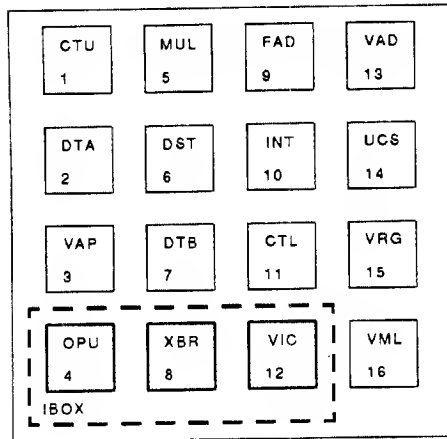 CTU MUL FAD VAD
1 5 9 13
DTA DST INT UCS
2 6 10 14
VAP DTB CTL VRG
3 7 11 15
OPU XBR VIC VML
4 8 12 16
IBOX